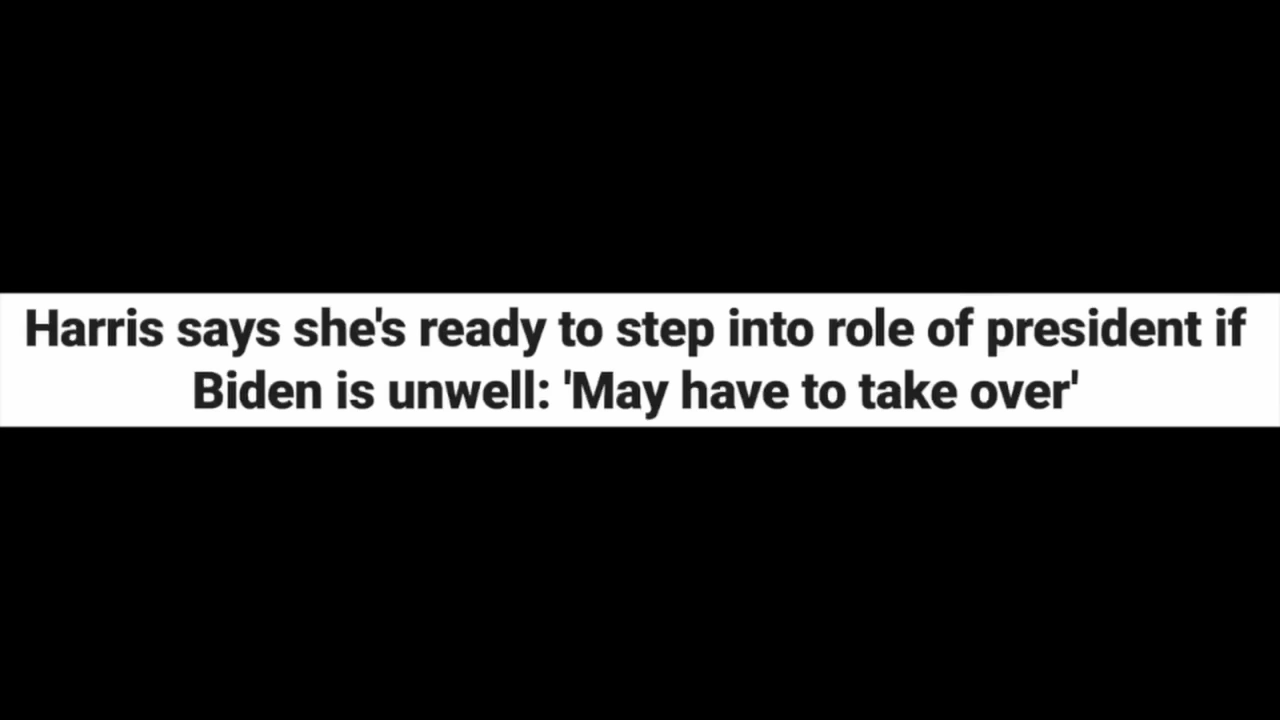 Harris says she's ready to step into role of president if
Biden is unwell: 'May have to take over'